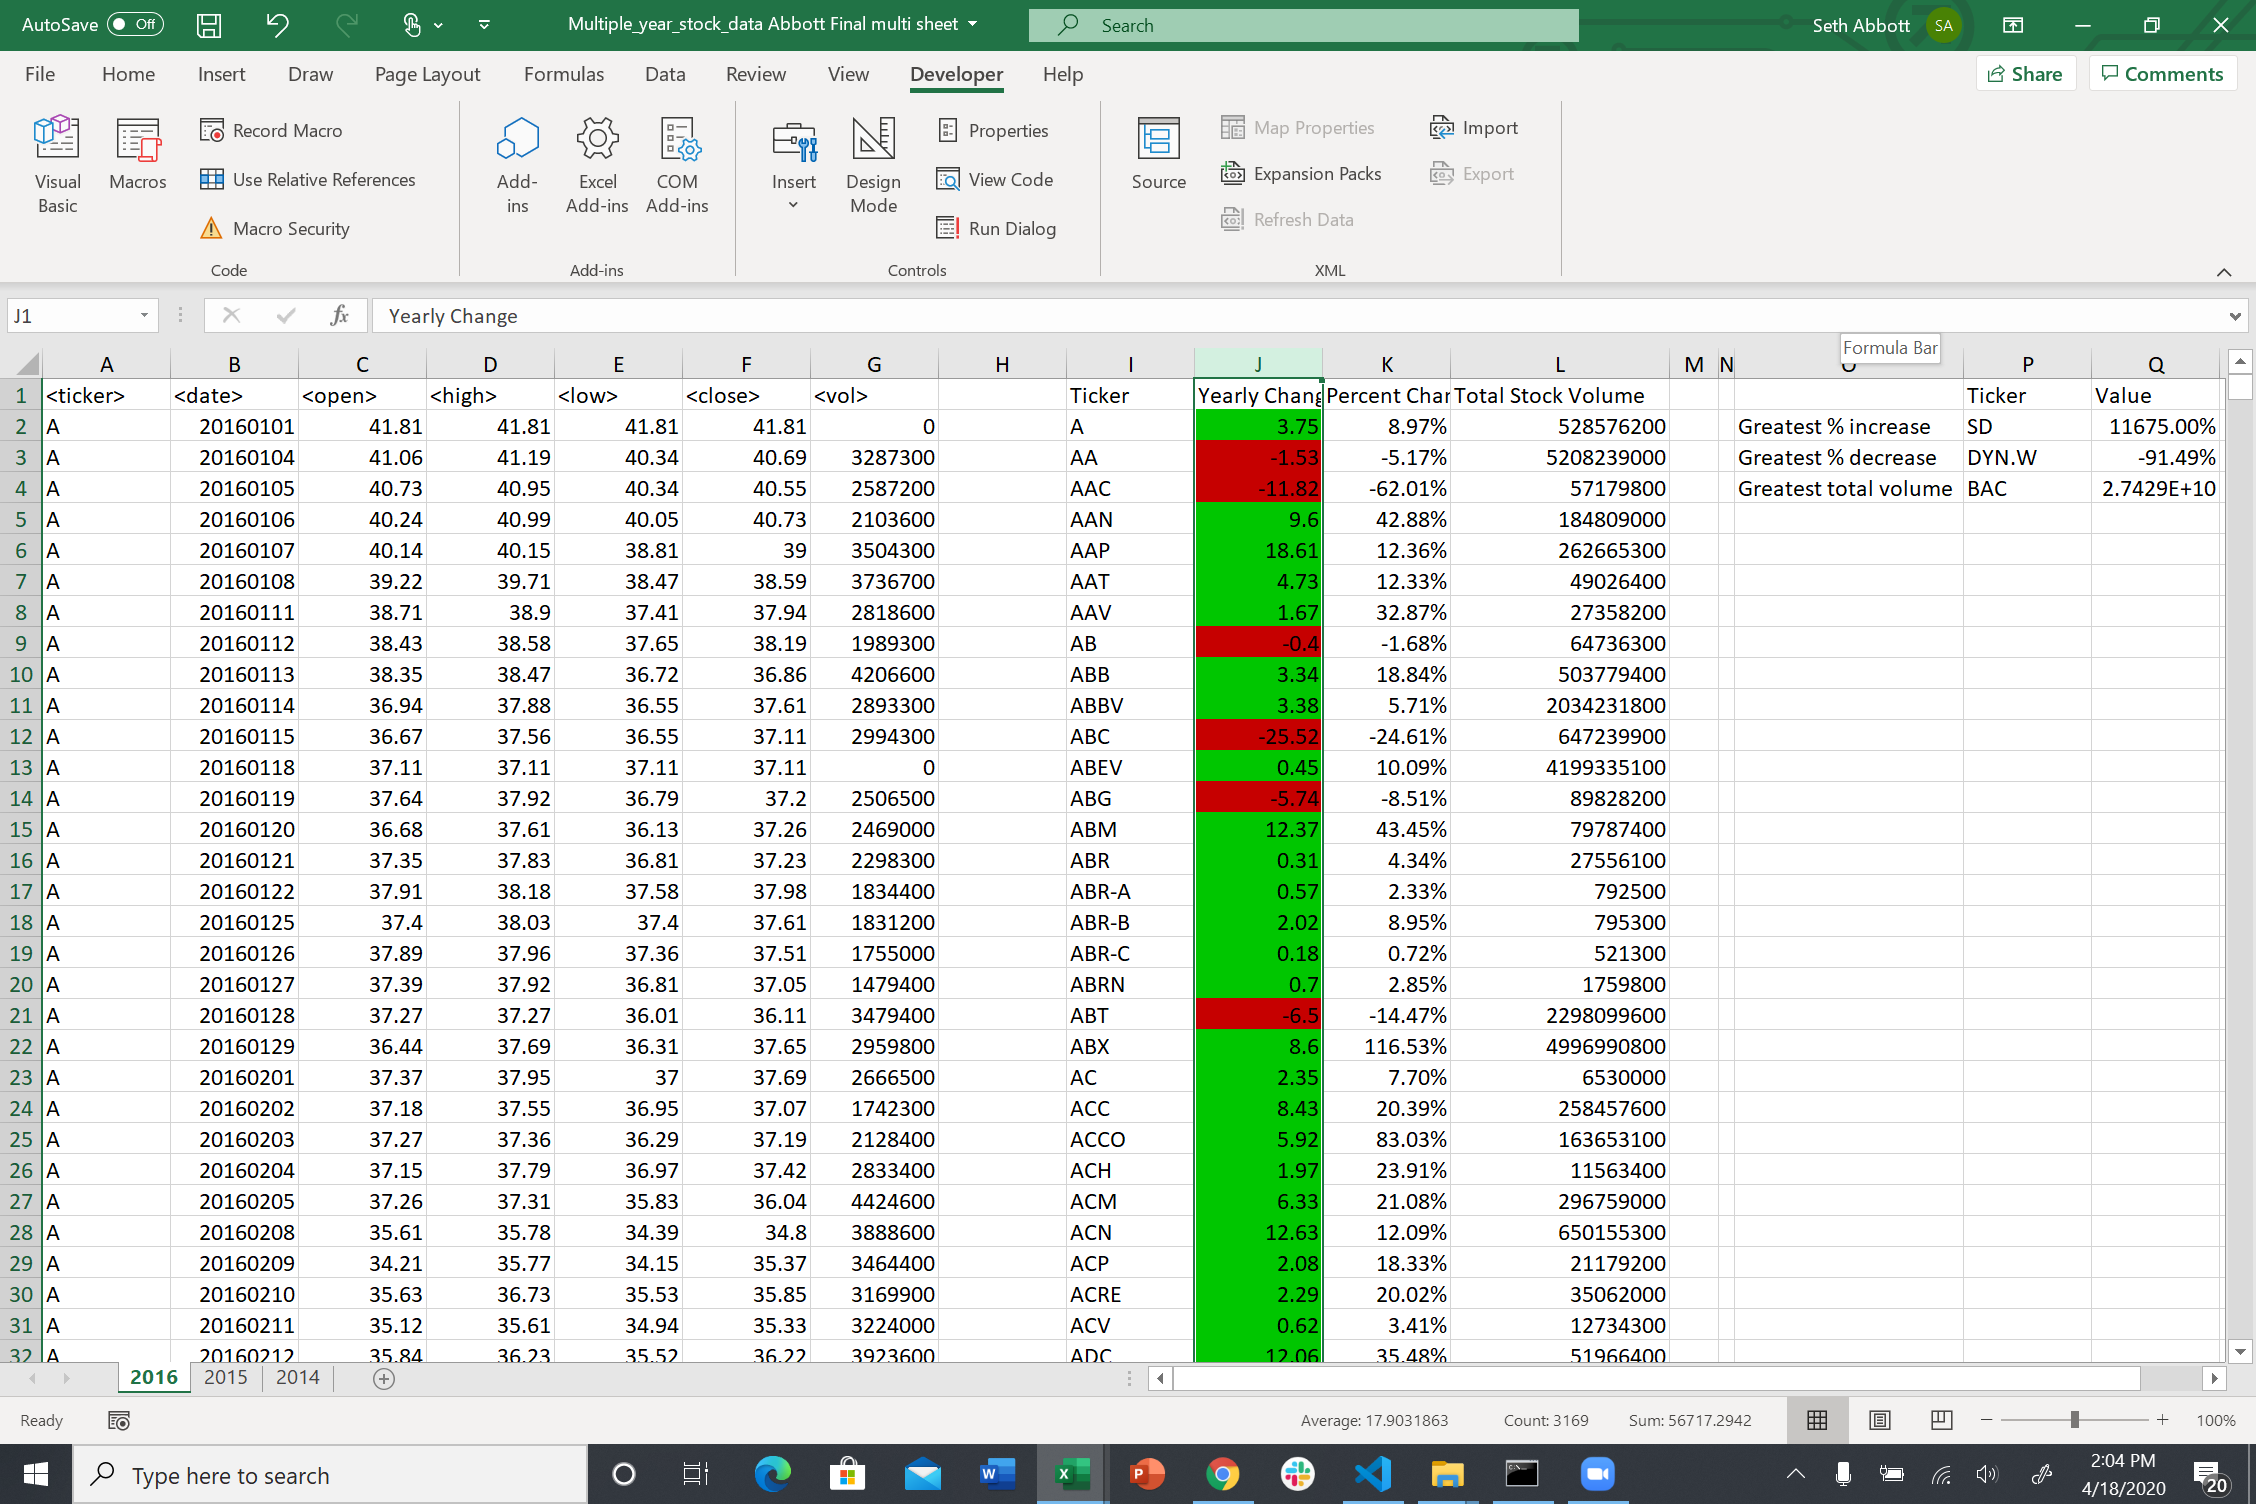 AutoSave Off Multiple_year_stock_data Abbott Final multi sheet Search Seth Abbott SA
File Home Insert Draw Page Layout Formulas Data Review View Developer Help Share Comments
Visual Basic
Macros
Record Macro
Use Relative References
Macro Security
Code
Add-ins
Excel Add-ins
COM Add-ins
Add-ins
Insert
Design Mode
Properties
View Code
Run Dialog
Controls
Source
Map Properties
Expansion Packs
Refresh Data
Import
Export
XML
J1 fx Yearly Change
Formula Bar
A B C D E F G H I J K L M N O P Q
1 <ticker> <date> <open> <high> <low> <close> <vol> Ticker Yearly Chang Percent Char Total Stock Volume Ticker Value
2 A 20160101 41.81 41.81 41.81 41.81 0 A 3.75 8.97% 528576200 Greatest % increase SD 11675.00%
3 A 20160104 41.06 41.19 40.34 40.69 3287300 AA -1.53 -5.17% 5208239000 Greatest % decrease DYN.W -91.49%
4 A 20160105 40.73 40.95 40.34 40.55 2587200 AAC -11.82 -62.01% 57179800 Greatest total volume BAC 2.7429E+10
5 A 20160106 40.24 40.99 40.05 40.73 2103600 AAN 9.6 42.88% 184809000
6 A 20160107 40.14 40.15 38.81 39 3504300 AAP 18.61 12.36% 262665300
7 A 20160108 39.22 39.71 38.47 38.59 3736700 AAT 4.73 12.33% 49026400
8 A 20160111 38.71 38.9 37.41 37.94 2818600 AAV 1.67 32.87% 27358200
9 A 20160112 38.43 38.58 37.65 38.19 1989300 AB -0.4 -1.68% 64736300
10 A 20160113 38.35 38.47 36.72 36.86 4206600 ABB 3.34 18.84% 503779400
11 A 20160114 36.94 37.88 36.55 37.61 2893300 ABBV 3.38 5.71% 2034231800
12 A 20160115 36.67 37.56 36.55 37.11 2994300 ABC -25.52 -24.61% 647239900
13 A 20160118 37.11 37.11 37.11 37.11 0 ABEV 0.45 10.09% 4199335100
14 A 20160119 37.64 37.92 36.79 37.2 2506500 ABG -5.74 -8.51% 89828200
15 A 20160120 36.68 37.61 36.13 37.26 2469000 ABM 12.37 43.45% 79787400
16 A 20160121 37.35 37.83 36.81 37.23 2298300 ABR 0.31 4.34% 27556100
17 A 20160122 37.91 38.18 37.58 37.98 1834400 ABR-A 0.57 2.33% 792500
18 A 20160125 37.4 38.03 37.4 37.61 1831200 ABR-B 2.02 8.95% 795300
19 A 20160126 37.89 37.96 37.36 37.51 1755000 ABR-C 0.18 0.72% 521300
20 A 20160127 37.39 37.92 36.81 37.05 1479400 ABRN 0.7 2.85% 1759800
21 A 20160128 37.27 37.27 36.01 36.11 3479400 ABT -6.5 -14.47% 2298099600
22 A 20160129 36.44 37.69 36.31 37.65 2959800 ABX 8.6 116.53% 4996990800
23 A 20160201 37.37 37.95 37 37.69 2666500 AC 2.35 7.70% 6530000
24 A 20160202 37.18 37.55 36.95 37.07 1742300 ACC 8.43 20.39% 258457600
25 A 20160203 37.27 37.36 36.29 37.19 2128400 ACCO 5.92 83.03% 163653100
26 A 20160204 37.15 37.79 36.97 37.42 2833400 ACH 1.97 23.91% 11563400
27 A 20160205 37.26 37.31 35.83 36.04 4424600 ACM 6.33 21.08% 296759000
28 A 20160208 35.61 35.78 34.39 34.8 3888600 ACN 12.63 12.09% 650155300
29 A 20160209 34.21 35.77 34.15 35.37 3464400 ACP 2.08 18.33% 21179200
30 A 20160210 35.63 36.73 35.53 35.85 3169900 ACRE 2.29 20.02% 35062000
31 A 20160211 35.12 35.61 34.94 35.33 3224000 ACV 0.62 3.41% 12734300
32 A 20160212 35.84 36.23 35.52 36.22 3923600 ADC 12.06 35.48% 51966400
2016 2015 2014
Ready Average: 17.9031863 Count: 3169 Sum: 56717.2942 100%
Type here to search
2:04 PM
4/18/2020
20